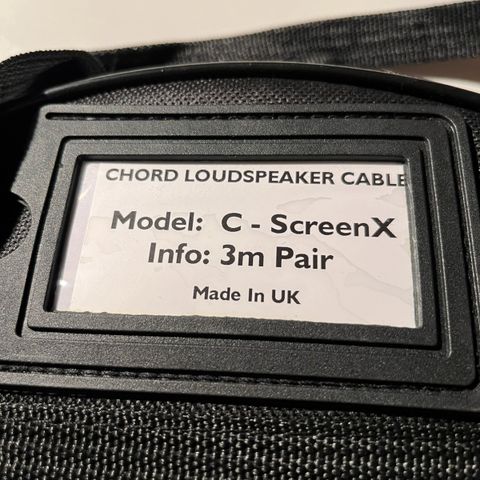 CHORD LOUDSPEAKER CABLE
Model: C - ScreenX
Info: 3m Pair
Made In UK